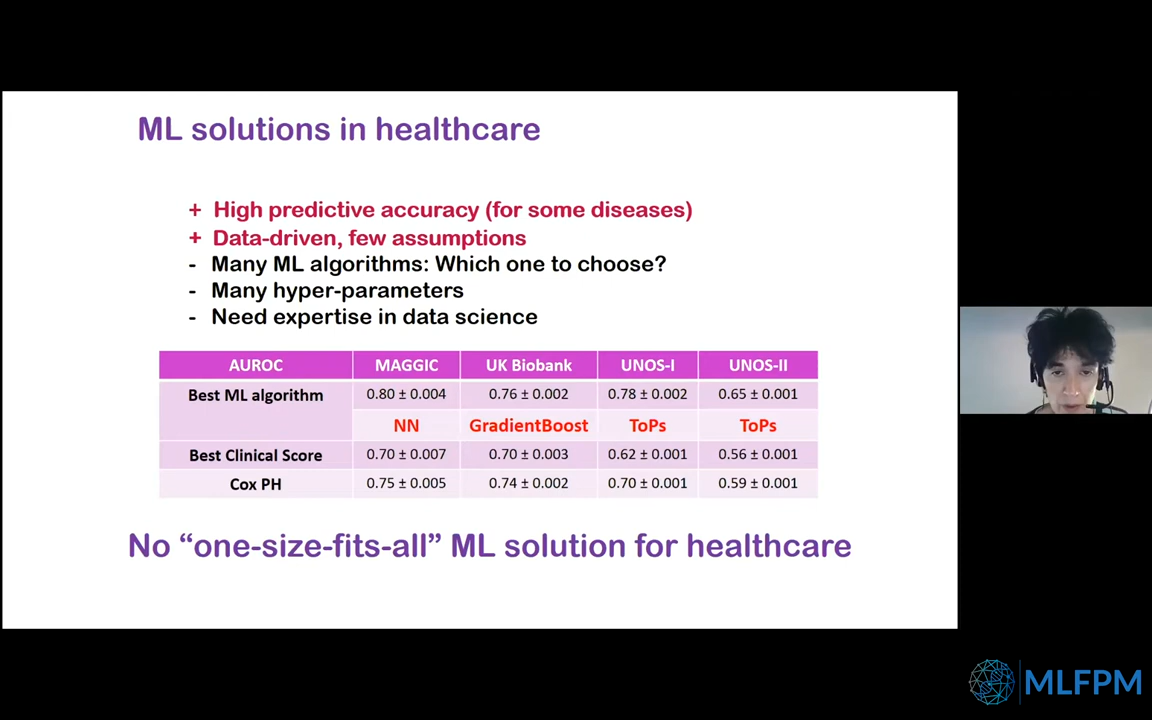 ML solutions in healthcare
+ High predictive accuracy (for some diseases)
+ Data-driven, few assumptions
- Many ML algorithms: Which one to choose?
- Many hyper-parameters
- Need expertise in data science
AUROC MAGGIC UK Biobank UNOS-I UNOS-II
Best ML algorithm 0.80 ± 0.004 0.76 ± 0.002 0.78 ± 0.002 0.65 ± 0.001
NN GradientBoost ToPs ToPs
Best Clinical Score 0.70 ± 0.007 0.70 ± 0.003 0.62 ± 0.001 0.56 ± 0.001
Cox PH 0.75 ± 0.005 0.74 ± 0.002 0.70 ± 0.001 0.59 ± 0.001
No “one-size-fits-all” ML solution for healthcare
MLFPM